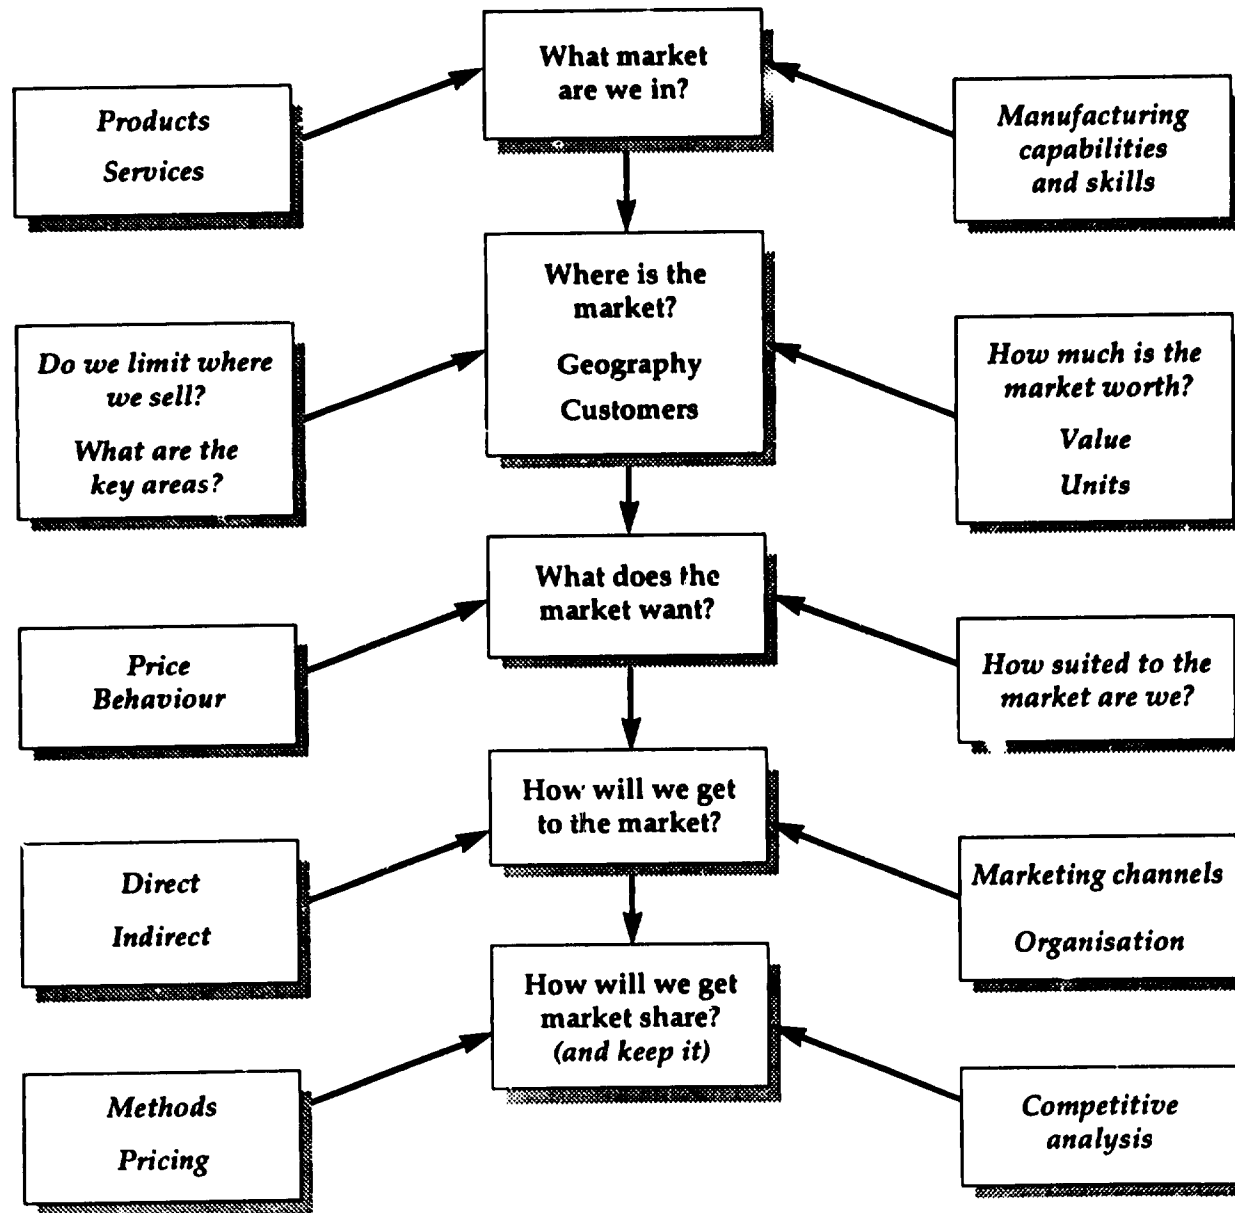 What market
are we in?
Products
Services
Manufacturing
capabilities
and skills
Where is the
market?
Geography
Customers
Do we limit where
we sell?
What are the
key areas?
How much is the
market worth?
Value
Units
What does the
market want?
Price
Behaviour
How suited to the
market are we?
How will we get
to the market?
Direct
Indirect
Marketing channels
Organisation
How will we get
market share?
(and keep it)
Methods
Pricing
Competitive
analysis